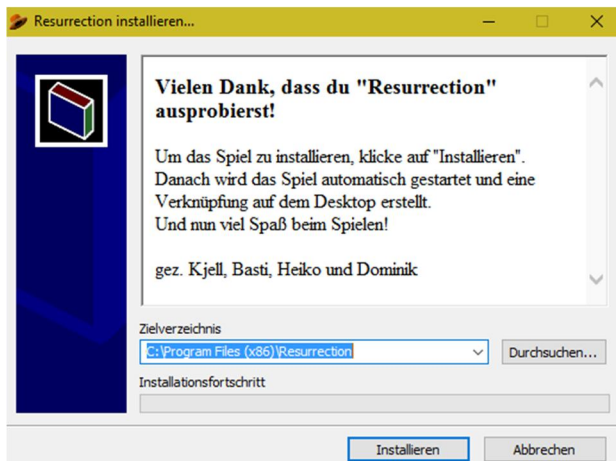 Resurrection installieren...
Vielen Dank, dass du "Resurrection"
ausprobierst!
Um das Spiel zu installieren, klicke auf "Installieren".
Danach wird das Spiel automatisch gestartet und eine
Verknüpfung auf dem Desktop erstellt.
Und nun viel Spaß beim Spielen!
gez. Kjell, Basti, Heiko und Dominik
Zielverzeichnis
C:\Program Files (x86)\Resurrection
Durchsuchen...
Installationsfortschritt
Installieren
Abbrechen